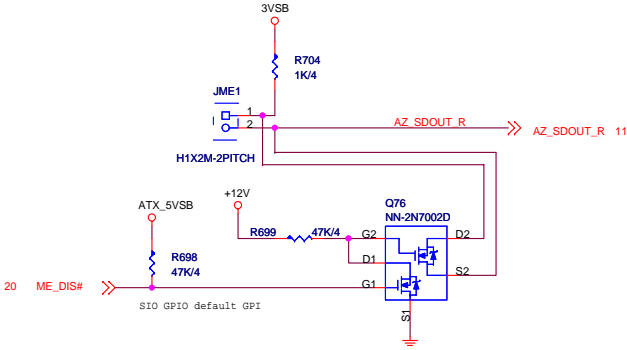 3VSB
R704
1K/4
JME1
1
2
AZ_SDOUT_R
AZ_SDOUT_R 11
H1X2M-2PITCH
+12V
ATX_5VSB
Q76
NN-2N7002D
R699
47K/4
G2
D2
D1
S2
R698
47K/4
20 ME_DIS#
G1
SIO GPIO default GPI
S1